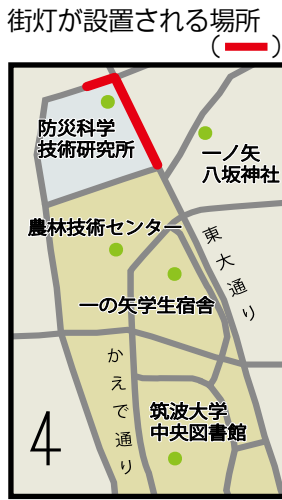 街灯が設置される場所
（ ）
防災科学
技術研究所
一ノ矢
八坂神社
農林技術センター
東大通り
一の矢学生宿舎
かえで通り
筑波大学
中央図書館
4